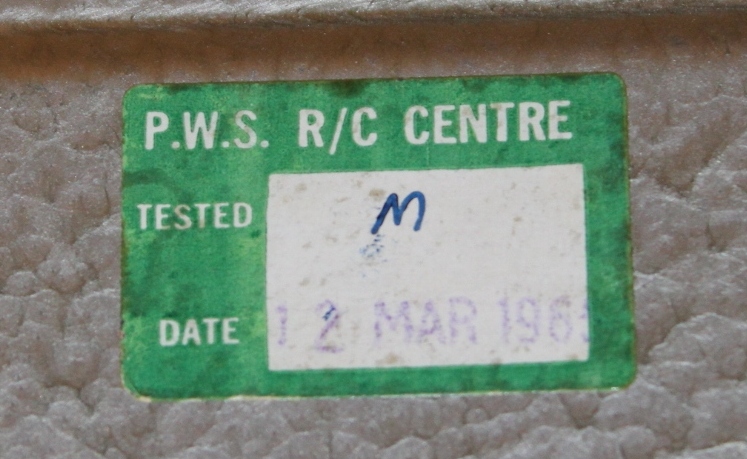 P.W.S. R/C CENTRE
TESTED M
DATE 12 MAR